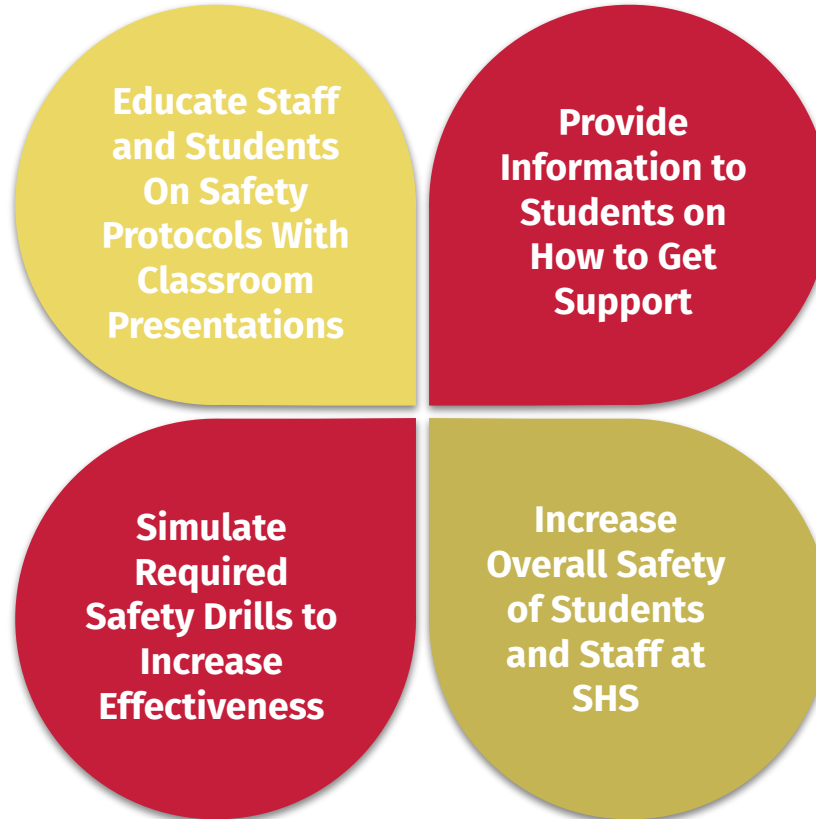 Educate Staff
and Students
On Safety
Protocols With
Classroom
Presentations
Provide
Information to
Students on
How to Get
Support
Simulate
Required
Safety Drills to
Increase
Effectiveness
Increase
Overall Safety
of Students
and Staff at
SHS